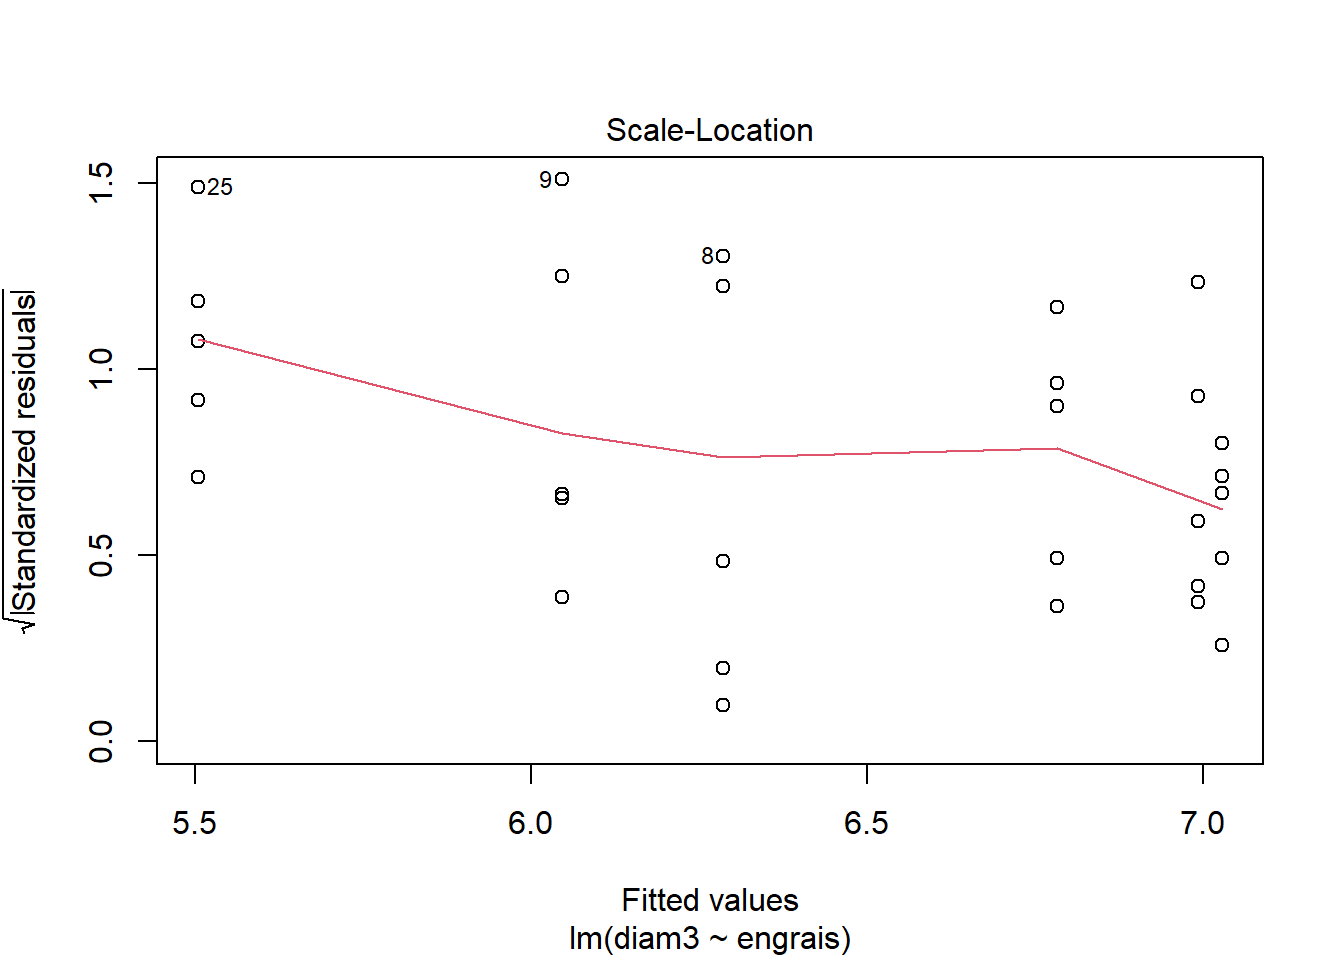 Scale-Location
√|Standardized residuals|
1.5
1.0
0.5
0.0
25
9
8
5.5 6.0 6.5 7.0
Fitted values
lm(diam3 ~ engrais)